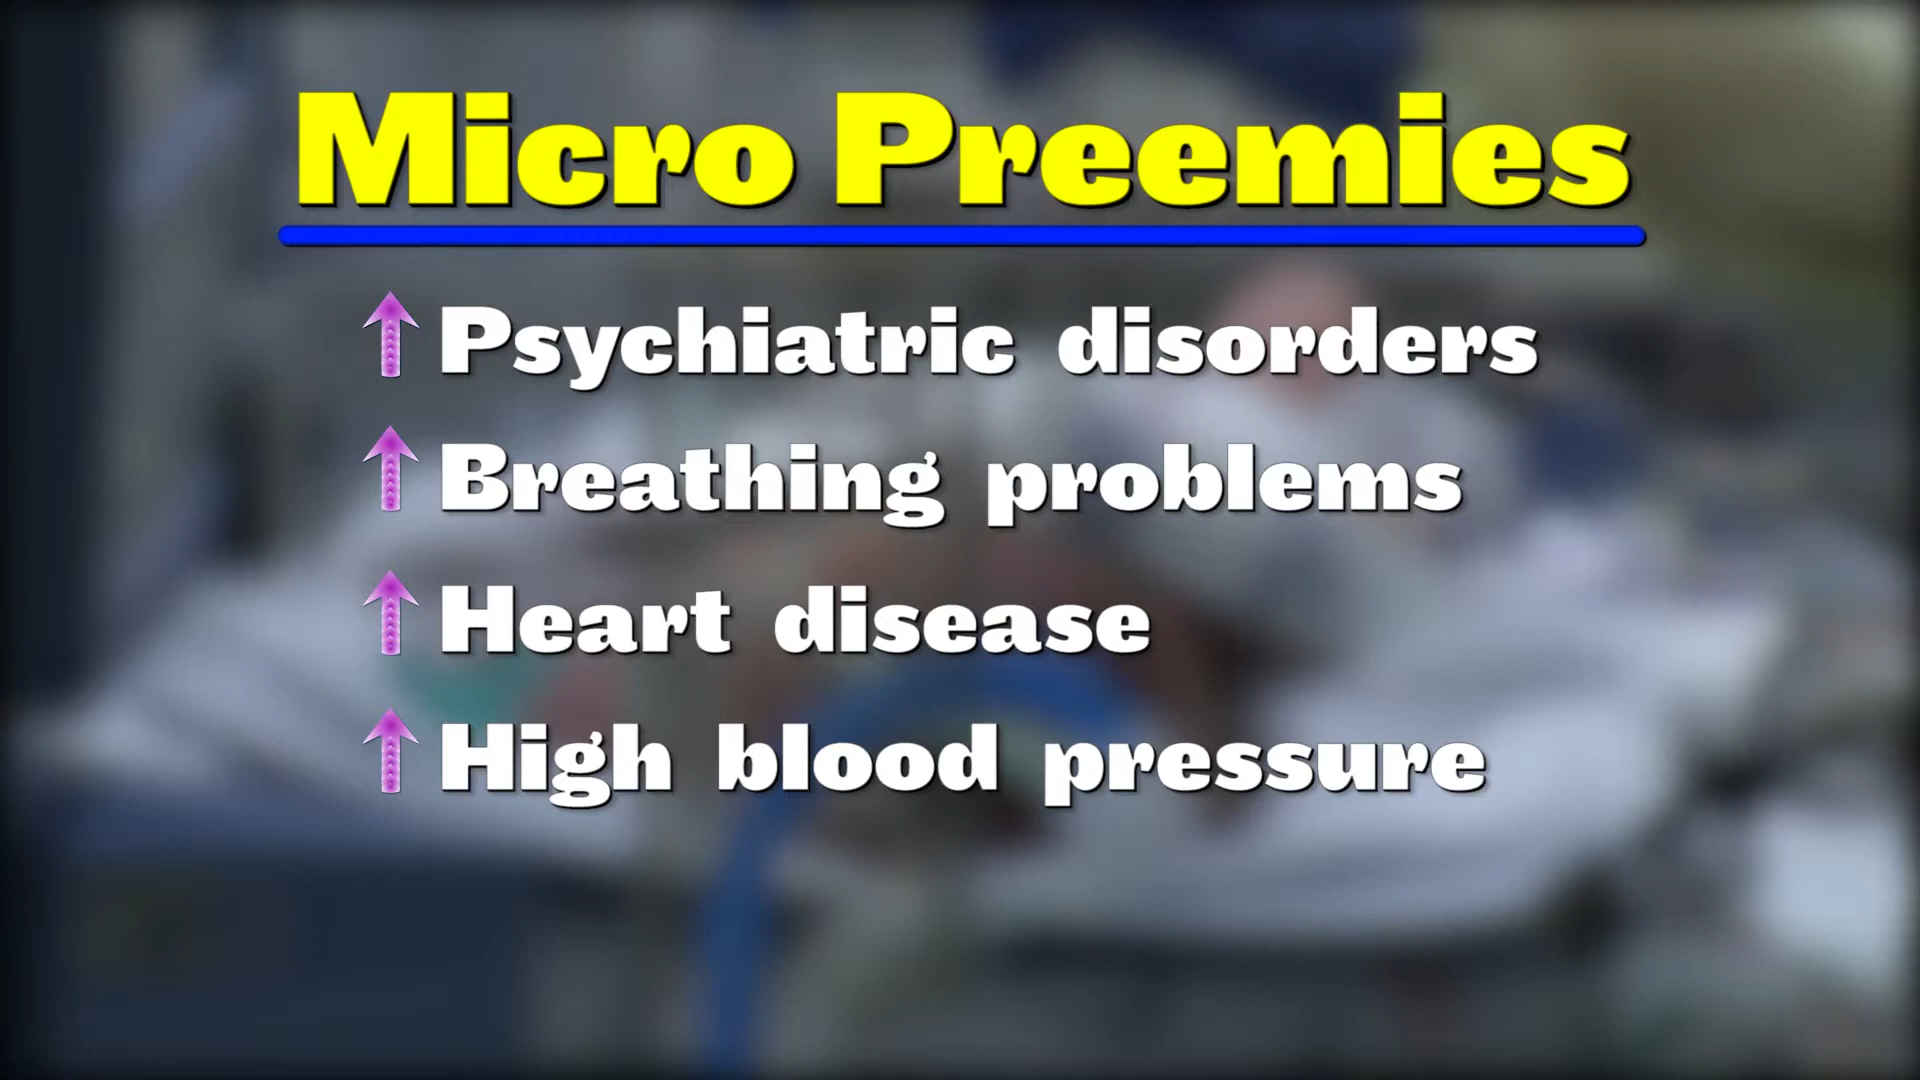 Micro Preemies
↑ Psychiatric disorders
↑ Breathing problems
↑ Heart disease
↑ High blood pressure